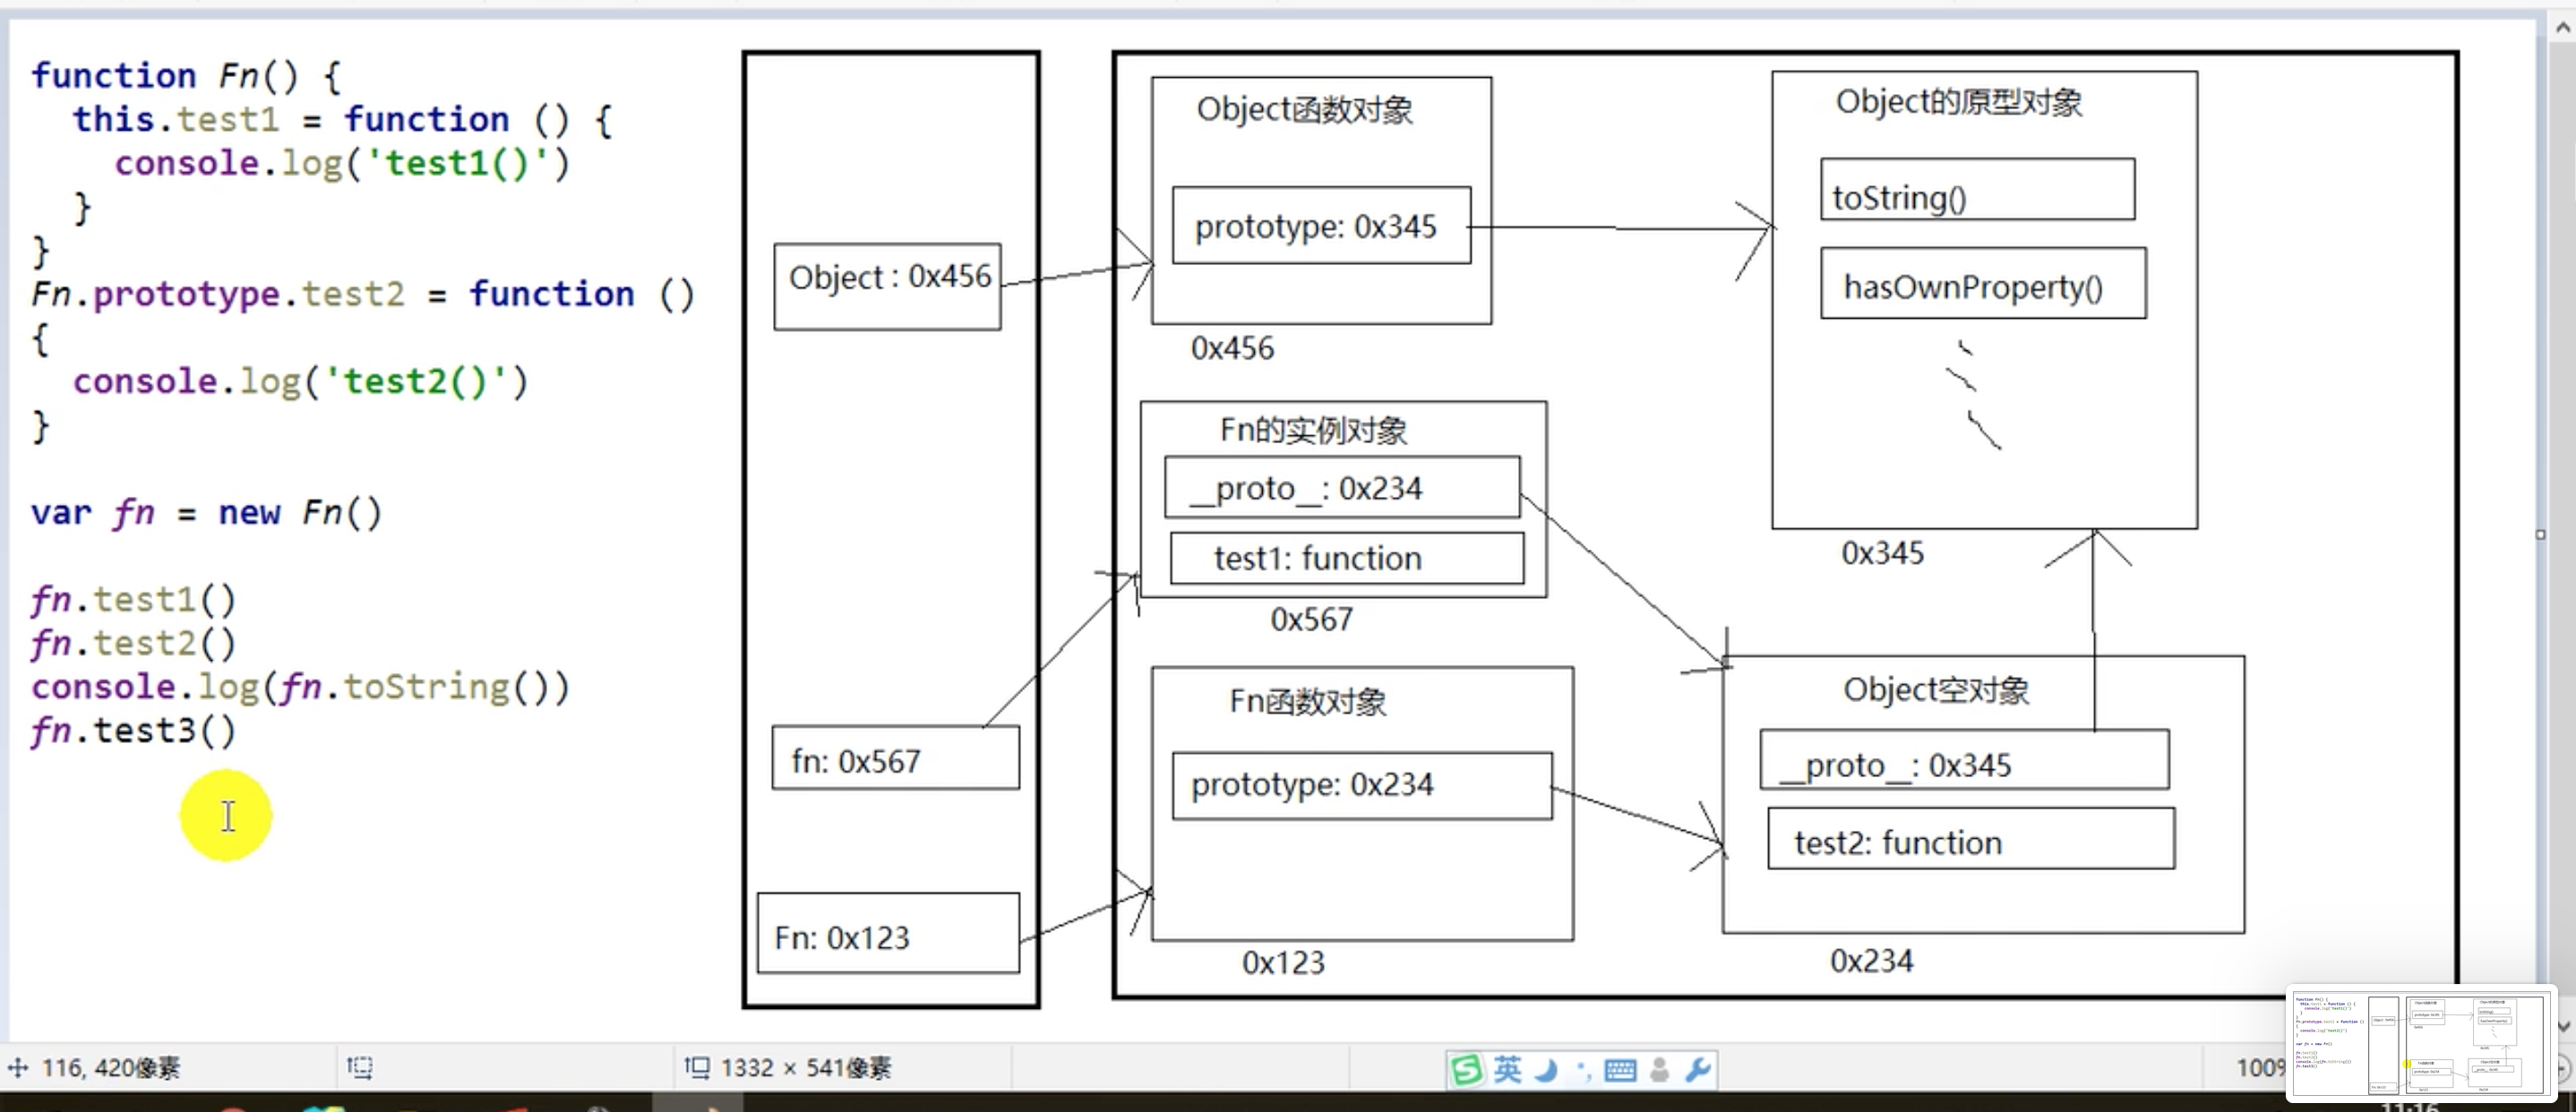 function Fn() {
this.test1 = function () {
console.log('test1()')
}
}
Fn.prototype.test2 = function ()
{
console.log('test2()')
}
var fn = new Fn()
fn.test1()
fn.test2()
console.log(fn.toString())
fn.test3()
Object : 0x456
fn: 0x567
Fn: 0x123
Object函数对象
prototype: 0x345
0x456
Fn的实例对象
__proto__: 0x234
test1: function
0x567
Fn函数对象
prototype: 0x234
0x123
Object的原型对象
toString()
hasOwnProperty()
0x345
Object空对象
__proto__: 0x345
test2: function
0x234
116, 420像素
1332 × 541像素
英
100%
11:16